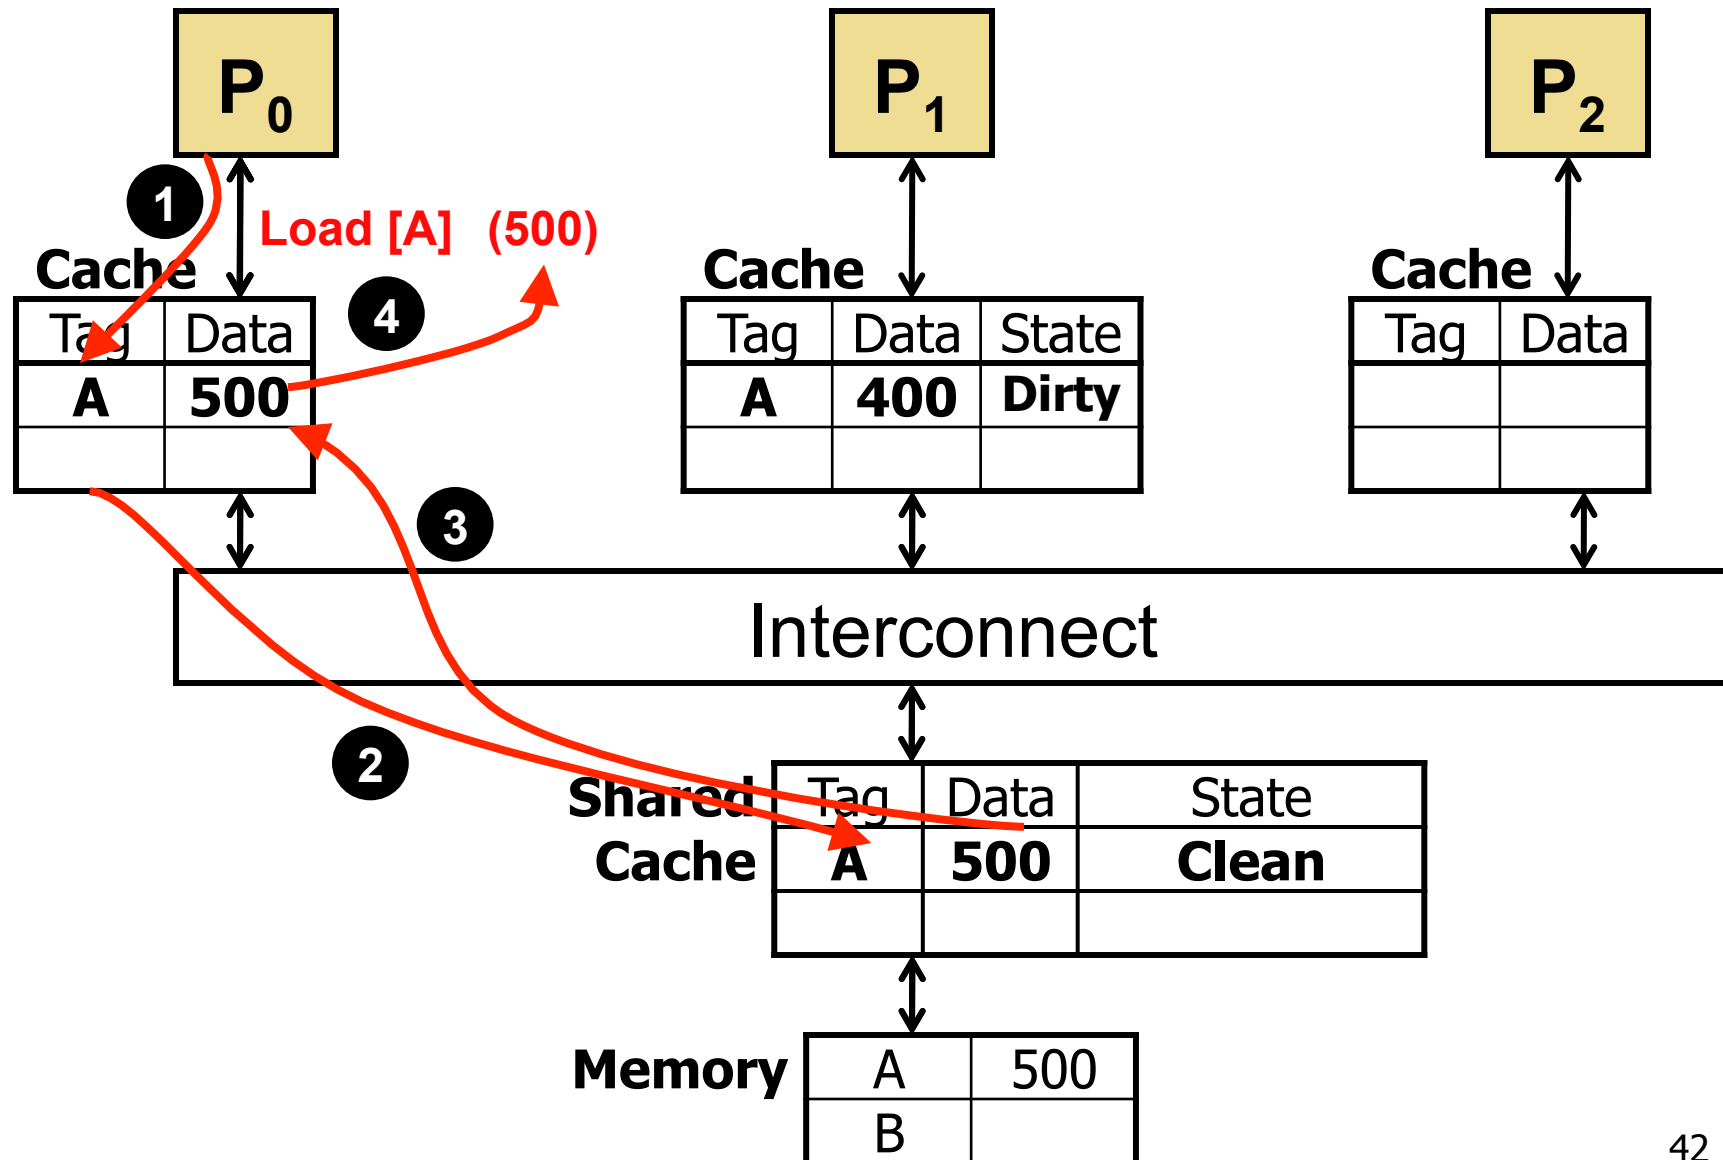 P0 P1 P2
1
Load [A] (500)
Cache Cache Cache
4
Tag Data Tag Data State Tag Data
A 500 A 400 Dirty
3
Interconnect
2
Shared Tag Data State
Cache A 500 Clean
Memory A 500
B
42